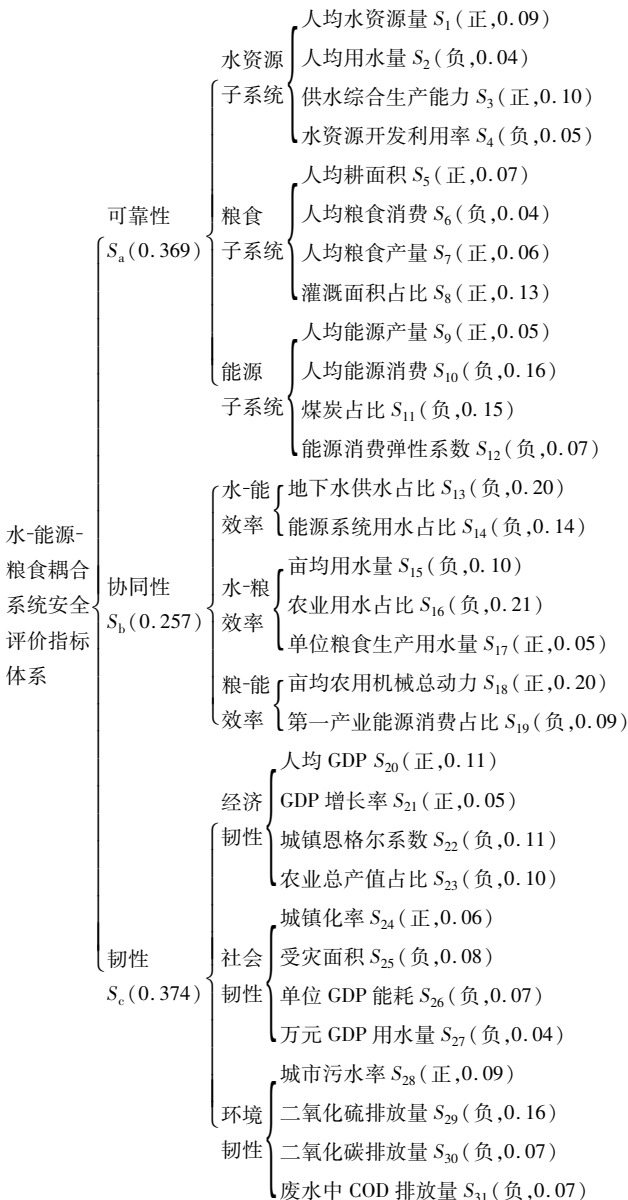 水-能源-
粮食耦合
系统安全
评价指标
体系
可靠性
Sa(0.369)
水资源
子系统
人均水资源量 S1(正,0.09)
人均用水量 S2(负,0.04)
供水综合生产能力 S3(正,0.10)
水资源开发利用率 S4(负,0.05)
粮食
子系统
人均耕面积 S5(正,0.07)
人均粮食消费 S6(负,0.04)
人均粮食产量 S7(正,0.06)
灌溉面积占比 S8(正,0.13)
能源
子系统
人均能源产量 S9(正,0.05)
人均能源消费 S10(负,0.16)
煤炭占比 S11(负,0.15)
能源消费弹性系数 S12(负,0.07)
协同性
Sb(0.257)
水-能
效率
地下水供水占比 S13(负,0.20)
能源系统用水占比 S14(负,0.14)
水-粮
效率
亩均用水量 S15(负,0.10)
农业用水占比 S16(负,0.21)
单位粮食生产用水量 S17(正,0.05)
粮-能
效率
亩均农用机械总动力 S18(正,0.20)
第一产业能源消费占比 S19(负,0.09)
韧性
Sc(0.374)
经济
韧性
人均 GDP S20(正,0.11)
GDP 增长率 S21(正,0.05)
城镇恩格尔系数 S22(负,0.11)
农业总产值占比 S23(负,0.10)
社会
韧性
城镇化率 S24(正,0.06)
受灾面积 S25(负,0.08)
单位 GDP 能耗 S26(负,0.07)
万元 GDP 用水量 S27(负,0.04)
环境
韧性
城市污水率 S28(正,0.09)
二氧化硫排放量 S29(负,0.16)
二氧化碳排放量 S30(负,0.07)
废水中 COD 排放量 S31(负,0.07)